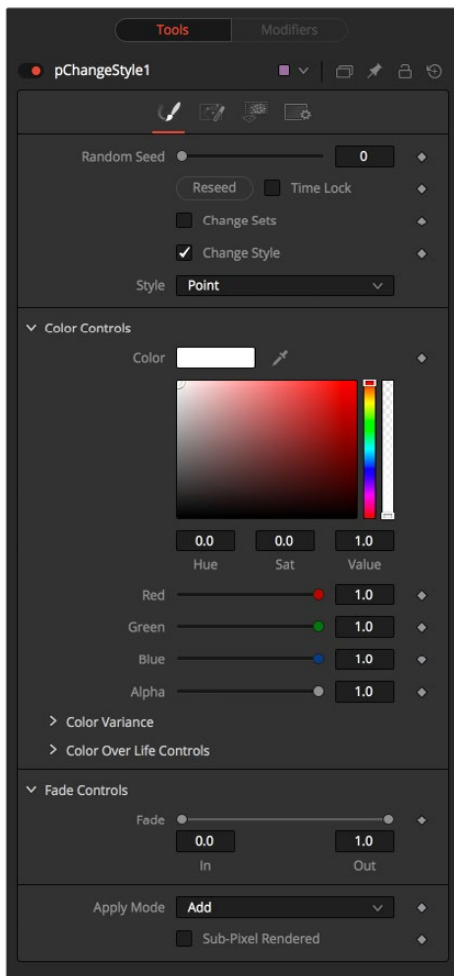 Tools Modifiers
pChangeStyle1
Random Seed 0
Reseed Time Lock
Change Sets
Change Style
Style Point
Color Controls
Color
0.0 0.0 1.0
Hue Sat Value
Red 1.0
Green 1.0
Blue 1.0
Alpha 1.0
Color Variance
Color Over Life Controls
Fade Controls
Fade
0.0 1.0
In Out
Apply Mode Add
Sub-Pixel Rendered